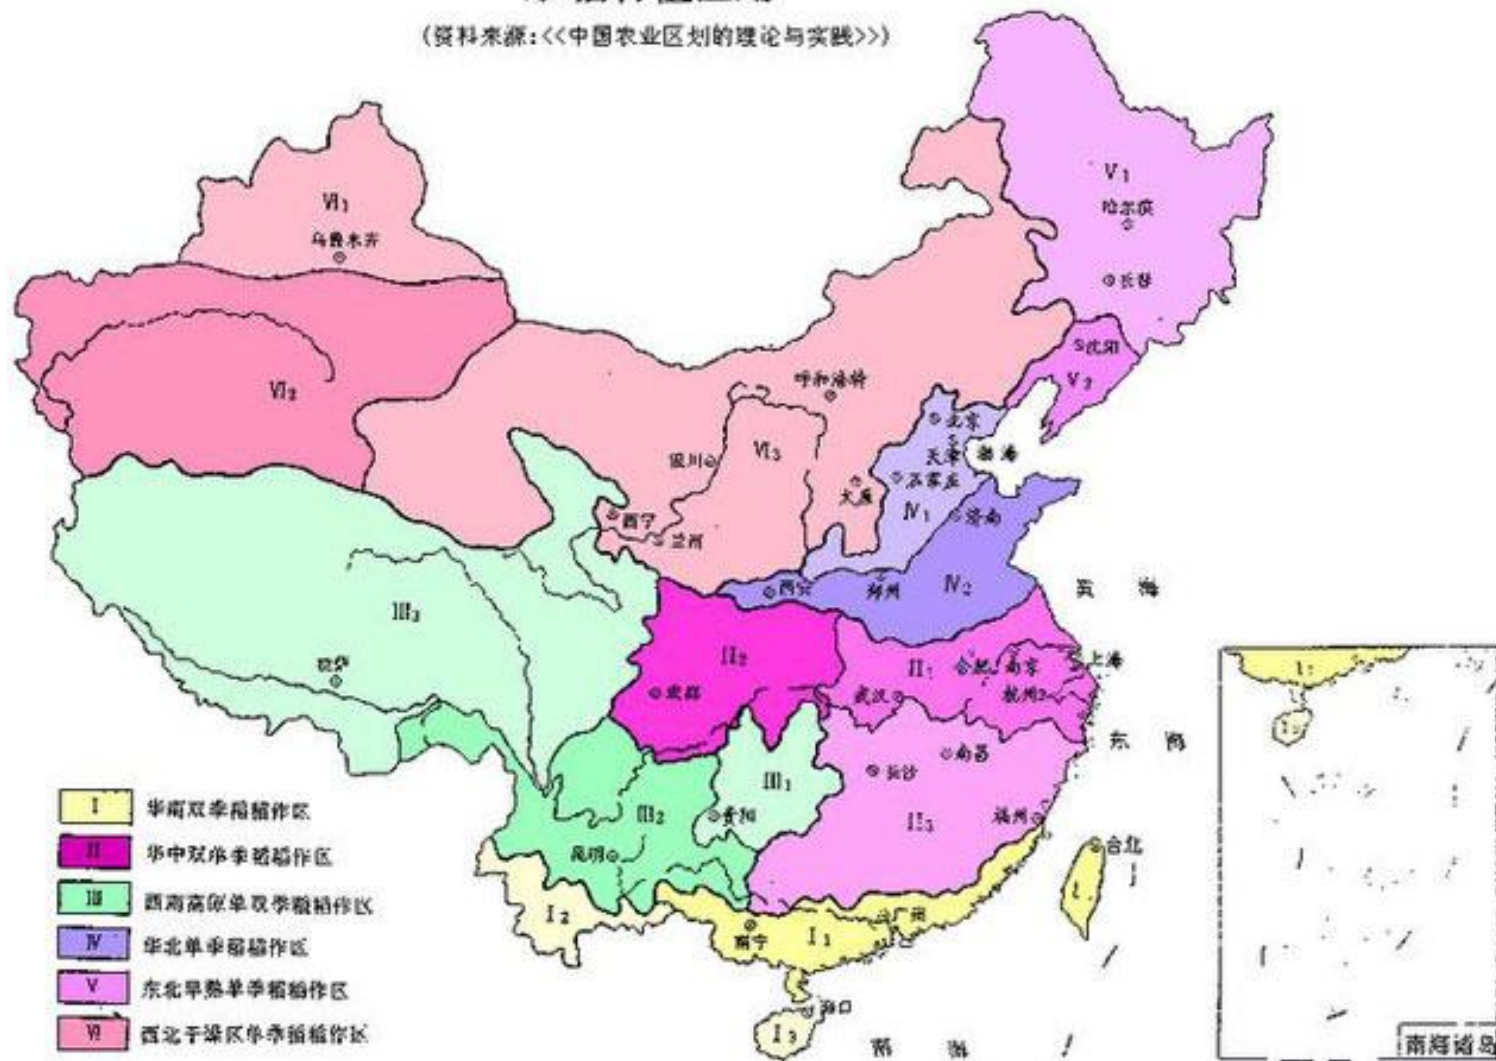 (资料来源:<<中国农业区划的理论与实践>>)
V₁
哈尔滨
长春
沈阳
V₂
VI₁
乌鲁木齐
VI₂
呼和浩特
银川
VI₃
太原
西宁
兰州
北京
天津
渤海
石家庄
IV₁
济南
西安
郑州
IV₂
黄海
III₃
II₂
成都
II₁
合肥
南京
上海
武汉
杭州
东海
南昌
长沙
III₁
贵阳
III₂
昆明
II₃
福州
台北
I₂
南宁
I₁
广州
海口
I₃
I 华南双季稻稻作区
II 华中双单季稻稻作区
III 西南高原单双季稻稻作区
IV 华北单季稻稻作区
V 东北早熟单季稻稻作区
VI 西北干燥区单季稻稻作区
南海诸岛